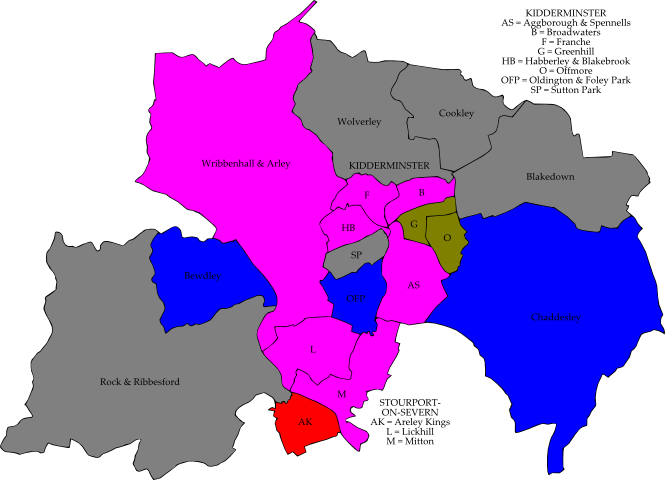 KIDDERMINSTER
AS = Aggborough & Spennells
B = Broadwaters
F = Franche
G = Greenhill
HB = Habberley & Blakebrook
O = Offmore
OFP = Oldington & Foley Park
SP = Sutton Park
Cookley
Wolverley
Wribbenhall & Arley
KIDDERMINSTER
Blakedown
F
B
HB
G
O
SP
Bewdley
AS
OFP
Chaddesley
L
Rock & Ribbesford
M
AK
STOURPORT-
ON-SEVERN
AK = Areley Kings
L = Lickhill
M = Mitton